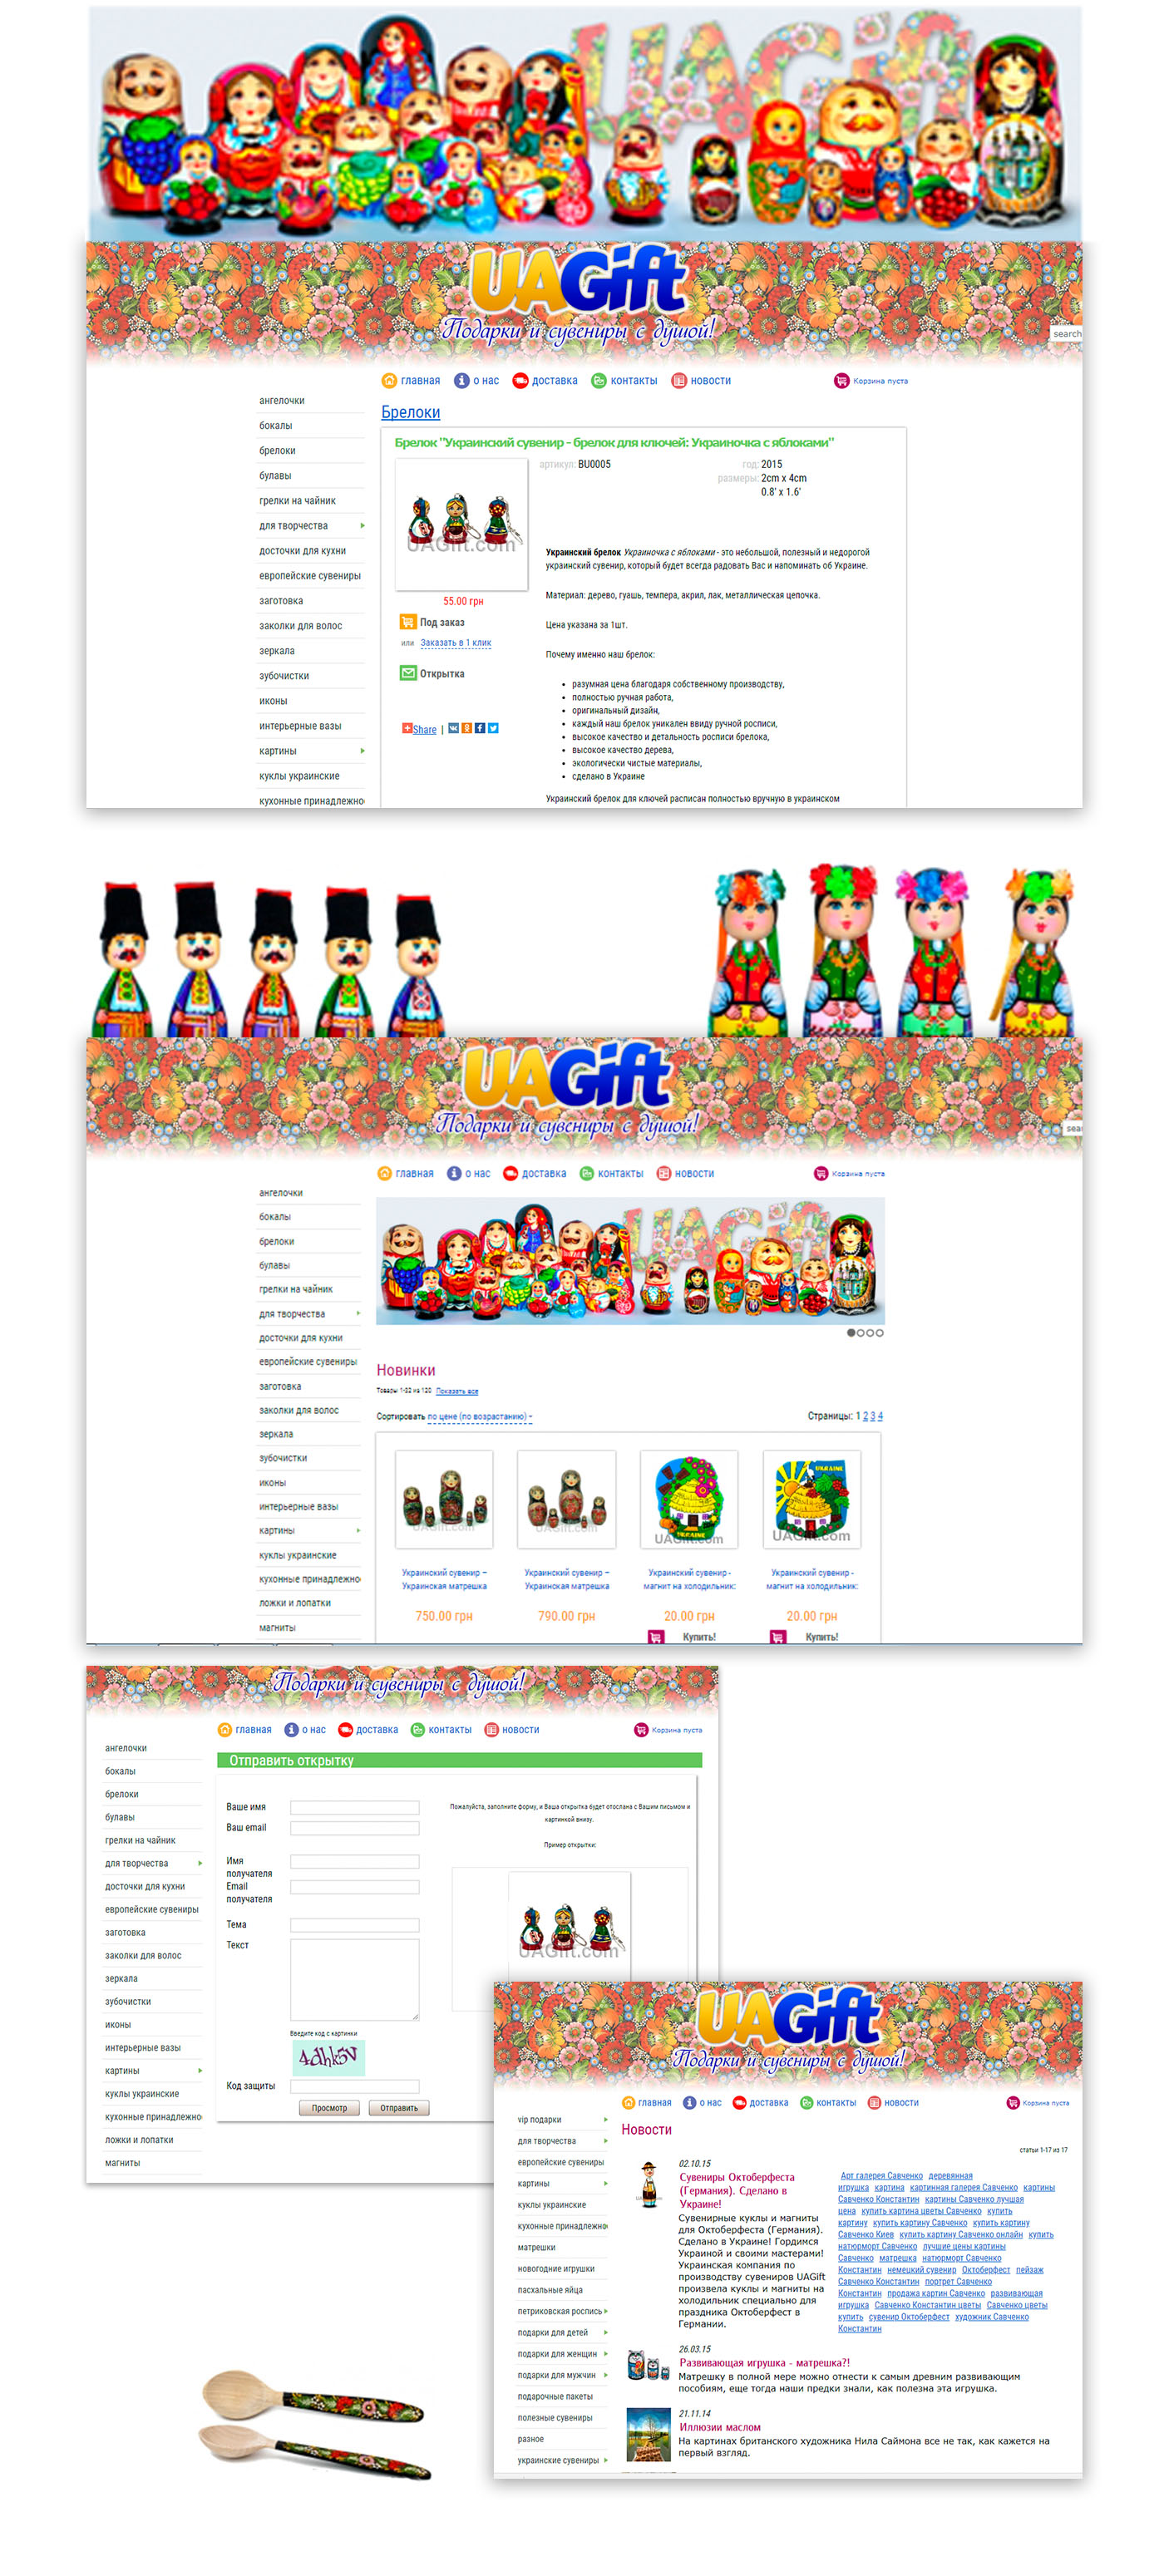 UAGift
UAGift
Подарки и сувениры с душой!
search
главная о нас доставка контакты новости Корзина пуста
ангелочки
бокалы
брелоки
булавы
грелки на чайник
для творчества
досточки для кухни
европейские сувениры
заготовка
заколки для волос
зеркала
зубочистки
иконы
интерьерные вазы
картины
куклы украинские
кухонные принадлежно
Брелоки
Брелок "Украинский сувенир - брелок для ключей: Украиночка с яблоками"
артикул: BU0005
год: 2015
размеры: 2cm x 4cm
0.8' x 1.6'
UAGift.com
55.00 грн
Под заказ
или Заказать в 1 клик
Открытка
Share |
Украинский брелок Украиночка с яблоками - это небольшой, полезный и недорогой
украинский сувенир, который будет всегда радовать Вас и напоминать об Украине.
Материал: дерево, гуашь, темпера, акрил, лак, металлическая цепочка.
Цена указана за 1шт.
Почему именно наш брелок:
• разумная цена благодаря собственному производству,
• полностью ручная работа,
• оригинальный дизайн,
• каждый наш брелок уникален ввиду ручной росписи,
• высокое качество и детальность росписи брелока,
• высокое качество дерева,
• экологически чистые материалы,
• сделано в Украине
Украинский брелок для ключей расписан полностью вручную в украинском
UAGift
Подарки и сувениры с душой!
sea
главная о нас доставка контакты новости Корзина пуста
ангелочки
бокалы
брелоки
булавы
грелки на чайник
для творчества
досточки для кухни
европейские сувениры
заготовка
заколки для волос
зеркала
зубочистки
иконы
интерьерные вазы
картины
куклы украинские
кухонные принадлежно
ложки и лопатки
магниты
UAGift
Новинки
Товары 1-32 из 120 Показать все
Сортировать по цене (по возрастанию)
Страницы: 1 2 3 4
UAGift.com UAGift.com UAGift.com UAGift.com
UKRAINE UKRAINE
Украинский сувенир –
Украинская матрешка
750.00 грн
Украинский сувенир –
Украинская матрешка
790.00 грн
Украинский сувенир -
магнит на холодильник:
20.00 грн
Купить!
Украинский сувенир -
магнит на холодильник:
20.00 грн
Купить!
Подарки и сувениры с душой!
главная о нас доставка контакты новости Корзина пуста
ангелочки
бокалы
брелоки
булавы
грелки на чайник
для творчества
досточки для кухни
европейские сувениры
заготовка
заколки для волос
зеркала
зубочистки
иконы
интерьерные вазы
картины
куклы украинские
кухонные принадлежно
ложки и лопатки
магниты
Отправить открытку
Ваше имя
Ваш email
Имя
получателя
Email
получателя
Тема
Текст
Введите код с картинки
4dhk5v
Код защиты
Просмотр Отправить
Пожалуйста, заполните форму, и Ваша открытка будет отослана с Вашим письмом и
картинкой внизу.
Пример открытки:
UAGift.com
UAGift
Подарки и сувениры с душой!
главная о нас доставка контакты новости Корзина пуста
vip подарки
для творчества
европейские сувениры
картины
куклы украинские
кухонные принадлежно
матрешки
новогодние игрушки
пасхальные яйца
петриковская роспись
подарки для детей
подарки для женщин
подарки для мужчин
подарочные пакеты
полезные сувениры
разное
украинские сувениры
Новости
статьи 1-17 из 17
02.10.15
Сувениры Октоберфеста
(Германия). Сделано в
Украине!
Сувенирные куклы и магниты
для Октоберфеста (Германия).
Сделано в Украине! Гордимся
Украиной и своими мастерами!
Украинская компания по
производству сувениров UAGift
произвела куклы и магниты на
холодильник специально для
праздника Октоберфест в
Германии.
Арт галерея Савченко деревянная
игрушка картина картинная галерея Савченко картины
Савченко Константин картины Савченко лучшая
цена купить картина цветы Савченко купить
картину купить картину Савченко купить картину
Савченко Киев купить картину Савченко онлайн купить
натюрморт Савченко лучшие цены картины
Савченко матрешка натюрморт Савченко
Константин немецкий сувенир Октоберфест пейзаж
Савченко Константин портрет Савченко
Константин продажа картин Савченко развивающая
игрушка Савченко Константин цветы Савченко цветы
купить сувенир Октоберфест художник Савченко
Константин
26.03.15
Развивающая игрушка - матрешка?!
Матрешку в полной мере можно отнести к самым древним развивающим
пособиям, еще тогда наши предки знали, как полезна эта игрушка.
21.11.14
Иллюзии маслом
На картинах британского художника Нила Саймона все не так, как кажется на
первый взгляд.